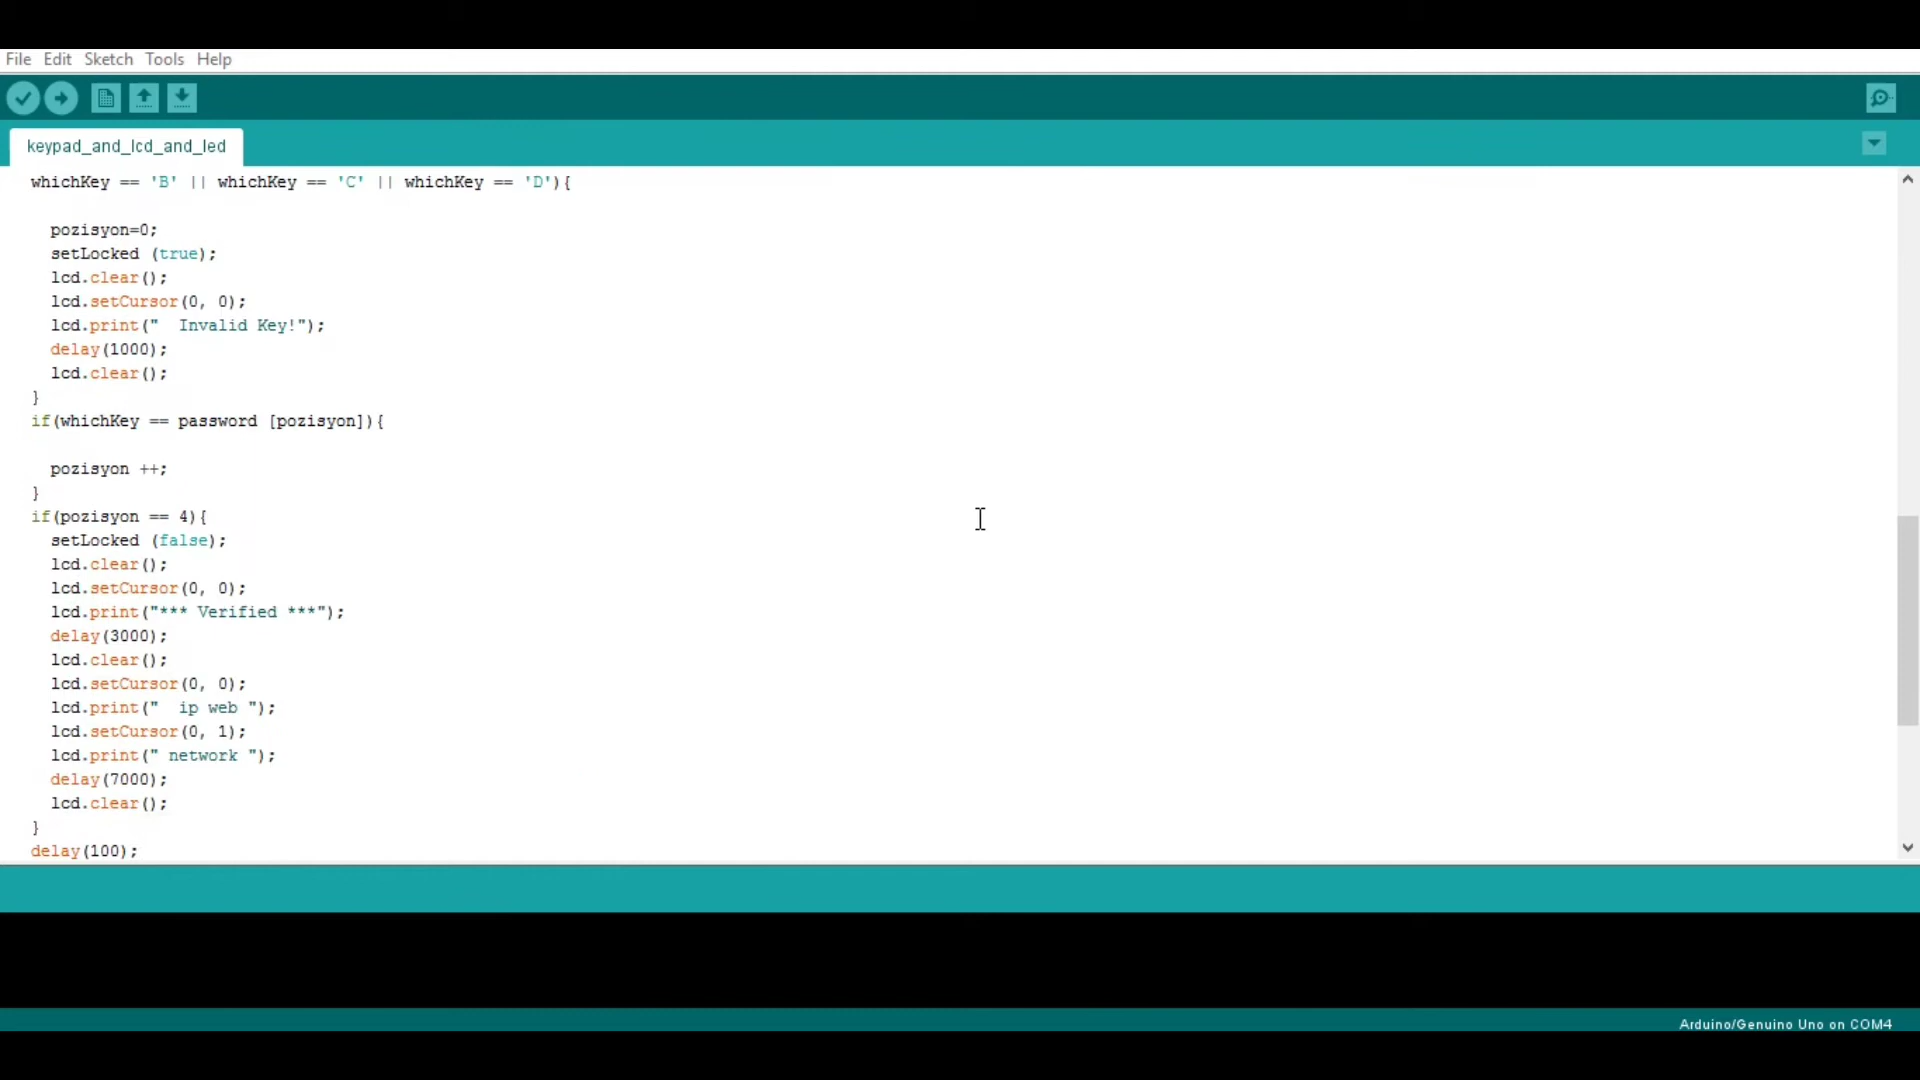 File Edit Sketch Tools Help
keypad_and_lcd_and_led
whichKey == 'B' || whichKey == 'C' || whichKey == 'D'){
pozisyon=0;
setLocked (true);
lcd.clear();
lcd.setCursor(0, 0);
lcd.print("  Invalid Key!");
delay(1000);
lcd.clear();
}
if(whichKey == password [pozisyon]){
pozisyon ++;
}
if(pozisyon == 4){
setLocked (false);
lcd.clear();
lcd.setCursor(0, 0);
lcd.print("*** Verified ***");
delay(3000);
lcd.clear();
lcd.setCursor(0, 0);
lcd.print("  ip web ");
lcd.setCursor(0, 1);
lcd.print(" network ");
delay(7000);
lcd.clear();
}
delay(100);
Arduino/Genuino Uno on COM4